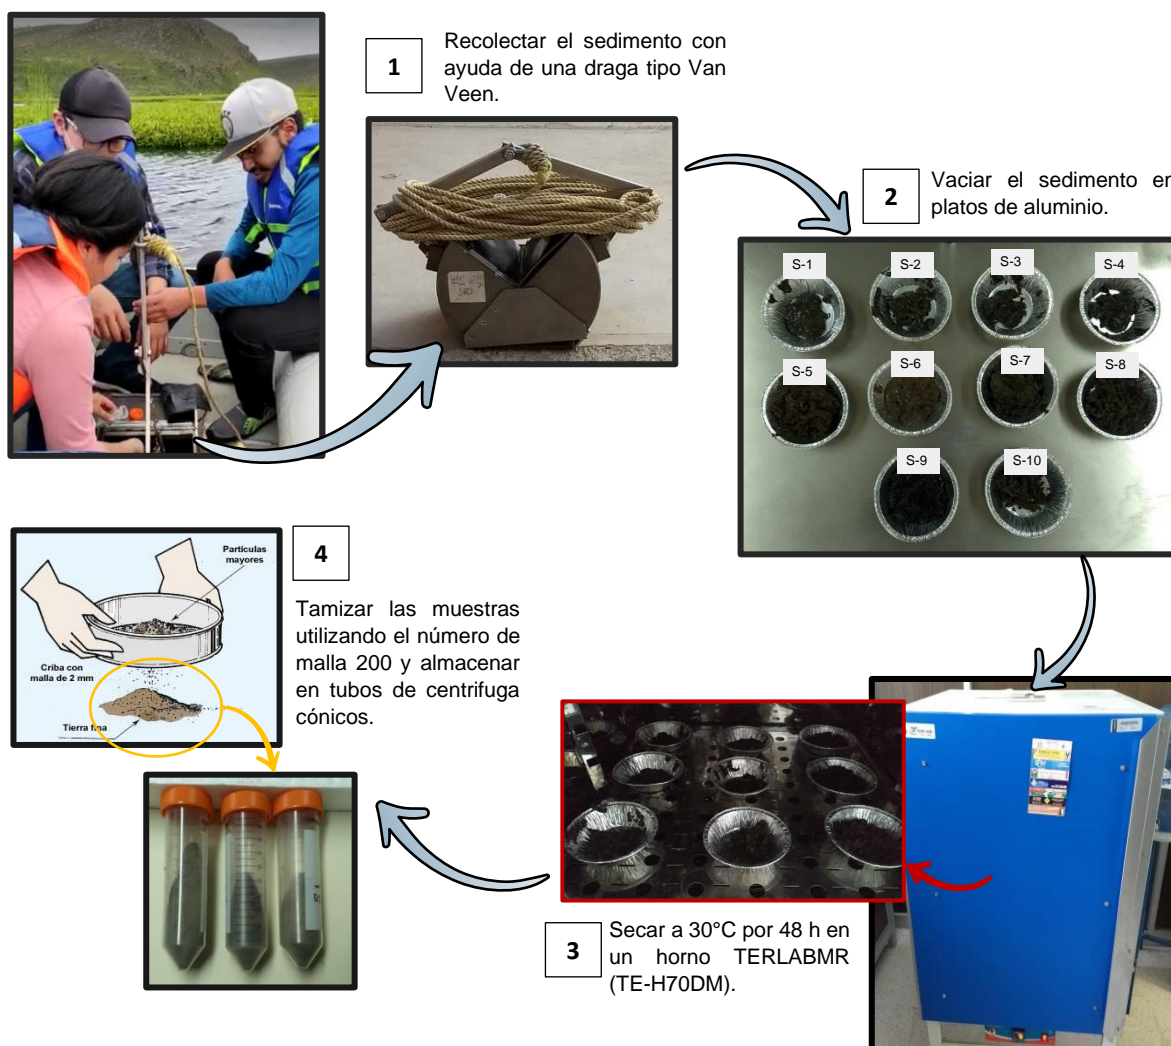 1
Recolectar el sedimento con
ayuda de una draga tipo Van
Veen.
2
Vaciar el sedimento en
platos de aluminio.
S-1
S-2
S-3
S-4
S-5
S-6
S-7
S-8
S-9
S-10
4
Tamizar las muestras
utilizando el número de
malla 200 y almacenar
en tubos de centrifuga
cónicos.
Partículas
mayores
Criba con
malla de 2 mm
Tierra fina
3
Secar a 30°C por 48 h en
un horno TERLABMR
(TE-H70DM).